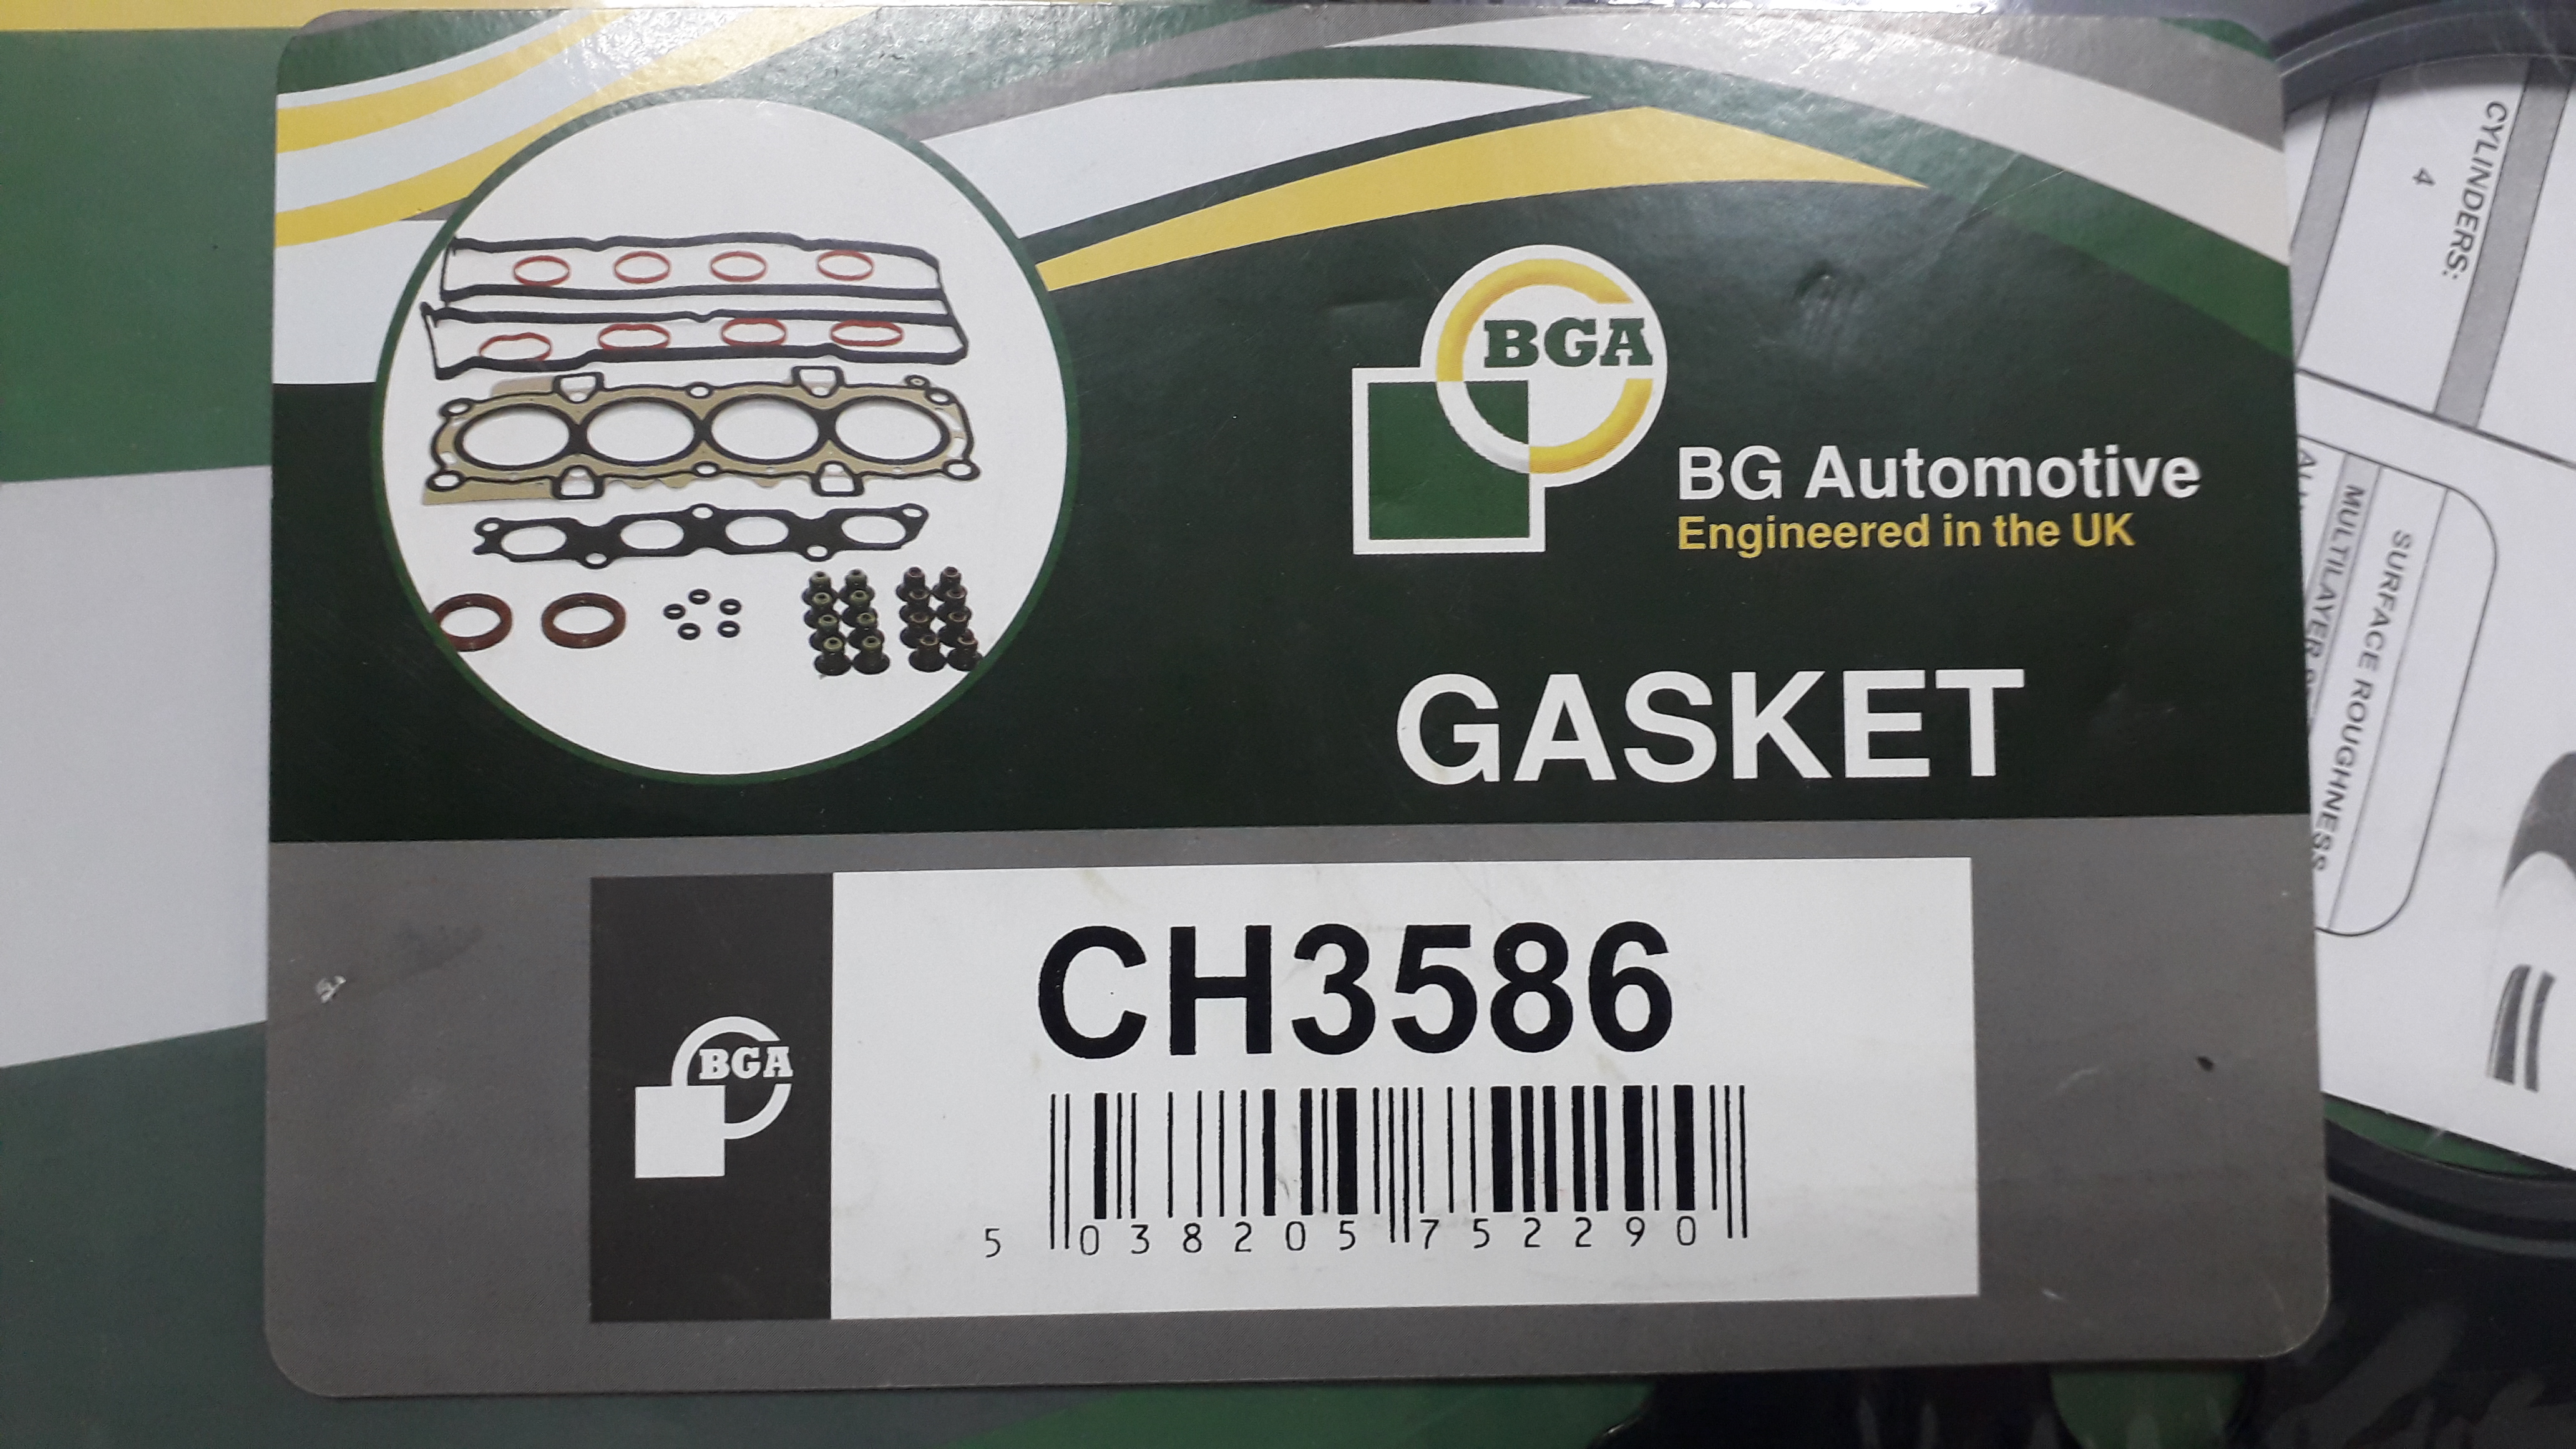 BGA
BG Automotive
Engineered in the UK
GASKET
CH3586
BGA
5 038205 752290
CYLINDERS:
4
SURFACE ROUGHNESS
MULTILAYER